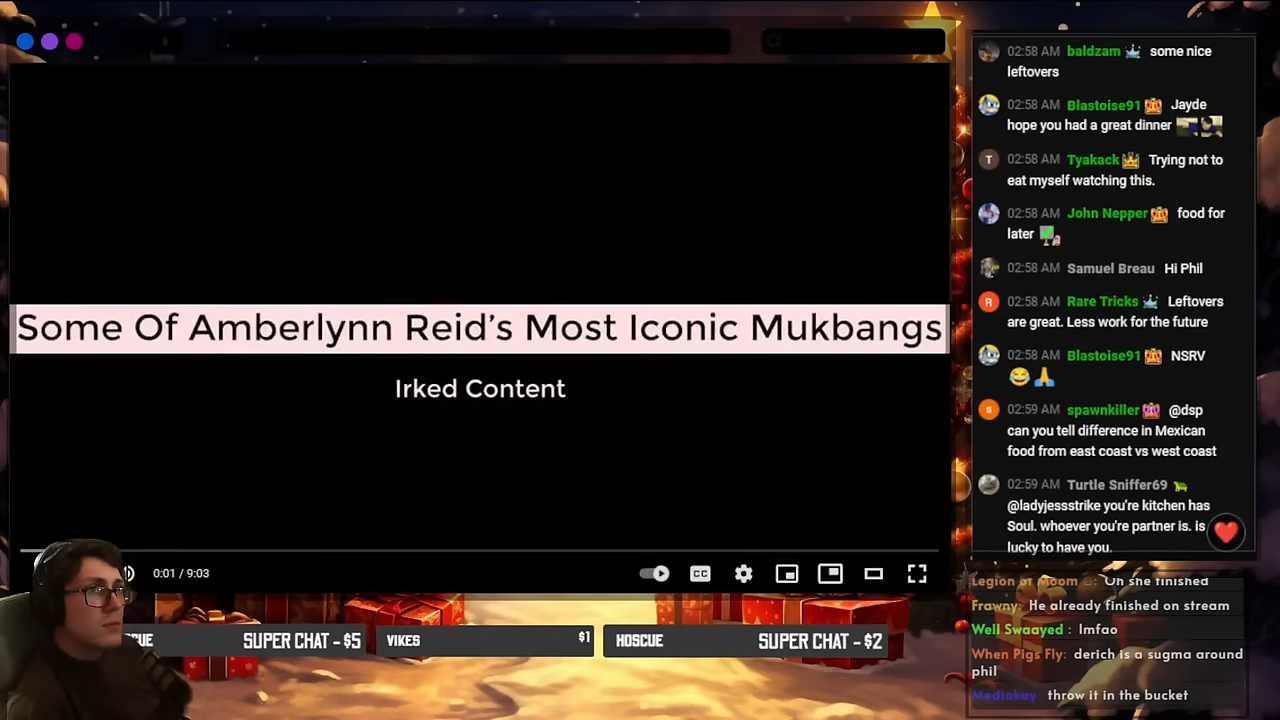 Some Of Amberlynn Reid's Most Iconic Mukbangs
Irked Content
0:01 / 9:03
CC
SUPER CHAT - $5
VIKES
$1
HOSCUE
SUPER CHAT - $2
02:58 AM baldzam some nice
leftovers
02:58 AM Blastoise91 Jayde
hope you had a great dinner
T
02:58 AM Tyakack Trying not to
eat myself watching this.
02:58 AM John Nepper food for
later
02:58 AM Samuel Breau Hi Phil
R
02:58 AM Rare Tricks Leftovers
are great. Less work for the future
02:58 AM Blastoise91 NSRV
😂🙏
s
02:59 AM spawnkiller @dsp
can you tell difference in Mexican
food from east coast vs west coast
02:59 AM Turtle Sniffer69
@ladyjessstrike you're kitchen has
Soul. whoever you're partner is. is
lucky to have you.
Legion of Moom : Oh she finished
Frawny: He already finished on stream
Well Swaayed : lmfao
When Pigs Fly: derich is a sugma around
phil
Mediokay: throw it in the bucket